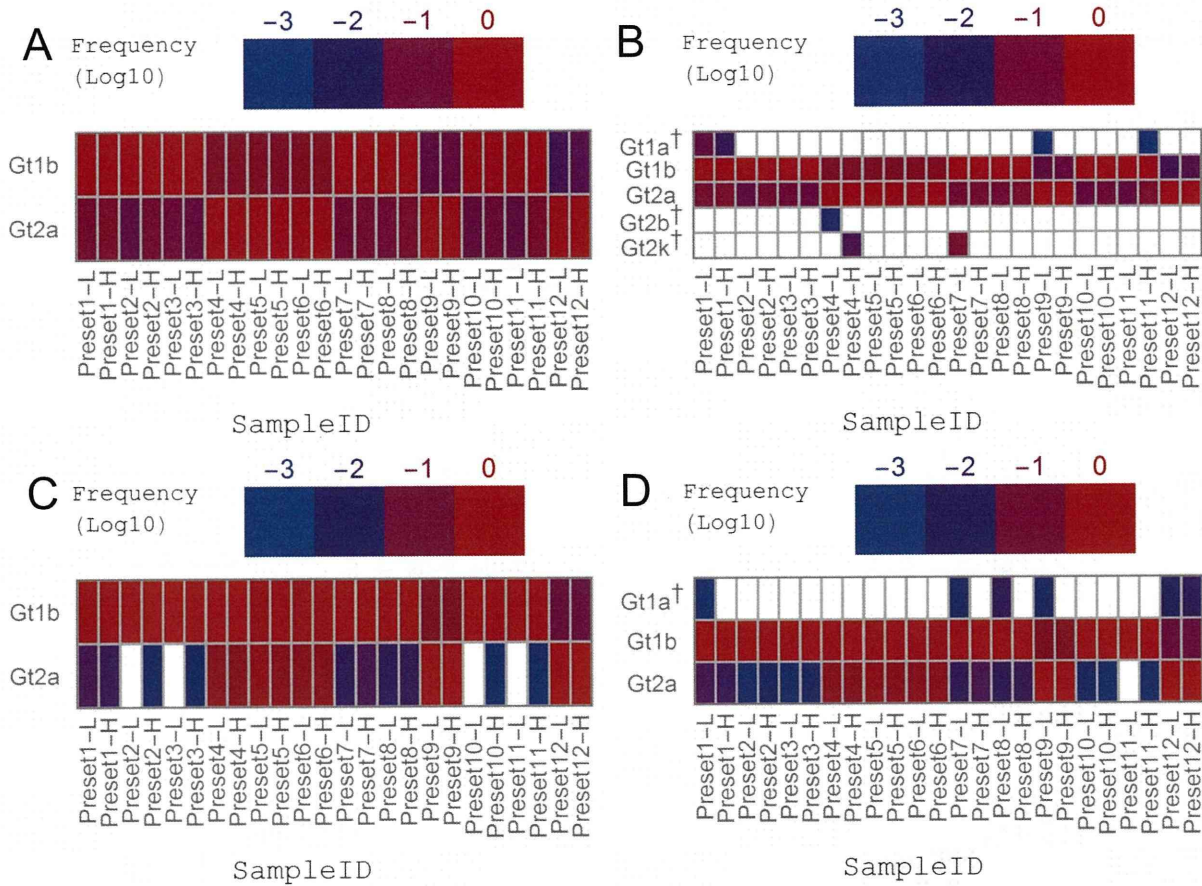 A
Frequency
(Log10)
−3 −2 −1 0
Gt1b
Gt2a
Preset1−L
Preset1−H
Preset2−L
Preset2−H
Preset3−L
Preset3−H
Preset4−L
Preset4−H
Preset5−L
Preset5−H
Preset6−L
Preset6−H
Preset7−L
Preset7−H
Preset8−L
Preset8−H
Preset9−L
Preset9−H
Preset10−L
Preset10−H
Preset11−L
Preset11−H
Preset12−L
Preset12−H
SampleID
B
Frequency
(Log10)
−3 −2 −1 0
Gt1a†
Gt1b
Gt2a
Gt2b†
Gt2k†
Preset1−L
Preset1−H
Preset2−L
Preset2−H
Preset3−L
Preset3−H
Preset4−L
Preset4−H
Preset5−L
Preset5−H
Preset6−L
Preset6−H
Preset7−L
Preset7−H
Preset8−L
Preset8−H
Preset9−L
Preset9−H
Preset10−L
Preset10−H
Preset11−L
Preset11−H
Preset12−L
Preset12−H
SampleID
C
Frequency
(Log10)
−3 −2 −1 0
Gt1b
Gt2a
Preset1−L
Preset1−H
Preset2−L
Preset2−H
Preset3−L
Preset3−H
Preset4−L
Preset4−H
Preset5−L
Preset5−H
Preset6−L
Preset6−H
Preset7−L
Preset7−H
Preset8−L
Preset8−H
Preset9−L
Preset9−H
Preset10−L
Preset10−H
Preset11−L
Preset11−H
Preset12−L
Preset12−H
SampleID
D
Frequency
(Log10)
−3 −2 −1 0
Gt1a†
Gt1b
Gt2a
Preset1−L
Preset1−H
Preset2−L
Preset2−H
Preset3−L
Preset3−H
Preset4−L
Preset4−H
Preset5−L
Preset5−H
Preset6−L
Preset6−H
Preset7−L
Preset7−H
Preset8−L
Preset8−H
Preset9−L
Preset9−H
Preset10−L
Preset10−H
Preset11−L
Preset11−H
Preset12−L
Preset12−H
SampleID